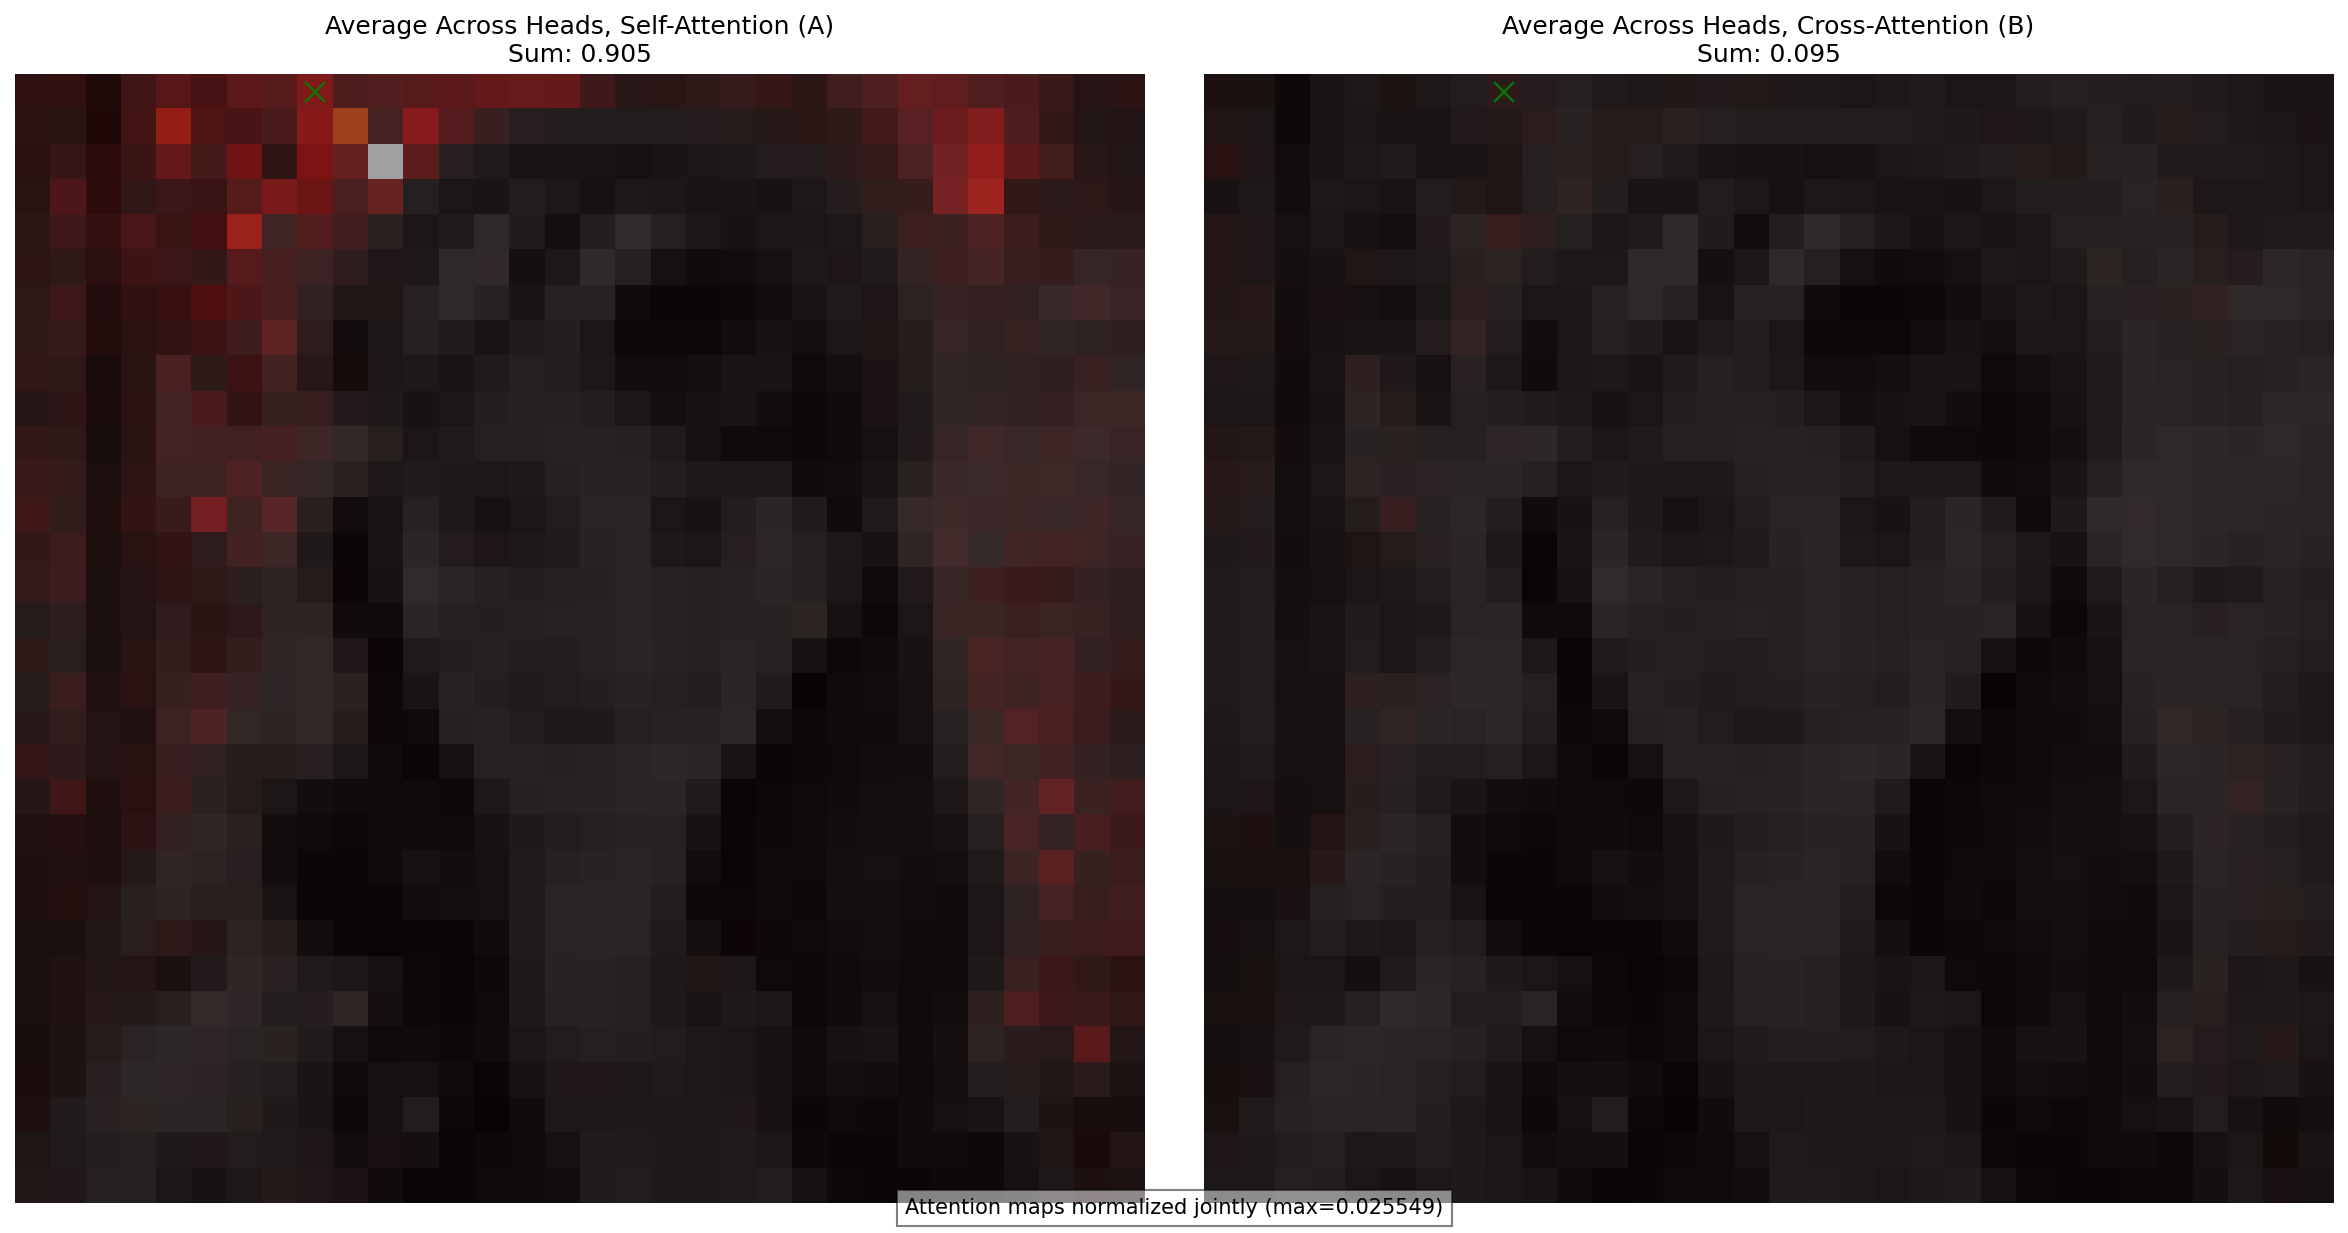 Average Across Heads, Self-Attention (A)
Sum: 0.905
Average Across Heads, Cross-Attention (B)
Sum: 0.095
Attention maps normalized jointly (max=0.025549)